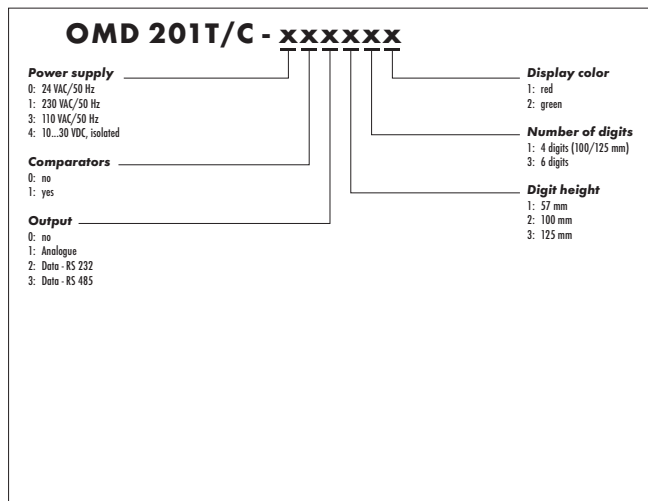 OMD 201T/C - xxxxxx
Power supply
0: 24 VAC/50 Hz
1: 230 VAC/50 Hz
3: 110 VAC/50 Hz
4: 10...30 VDC, isolated
Comparators
0: no
1: yes
Output
0: no
1: Analogue
2: Data - RS 232
3: Data - RS 485
Display color
1: red
2: green
Number of digits
1: 4 digits (100/125 mm)
3: 6 digits
Digit height
1: 57 mm
2: 100 mm
3: 125 mm